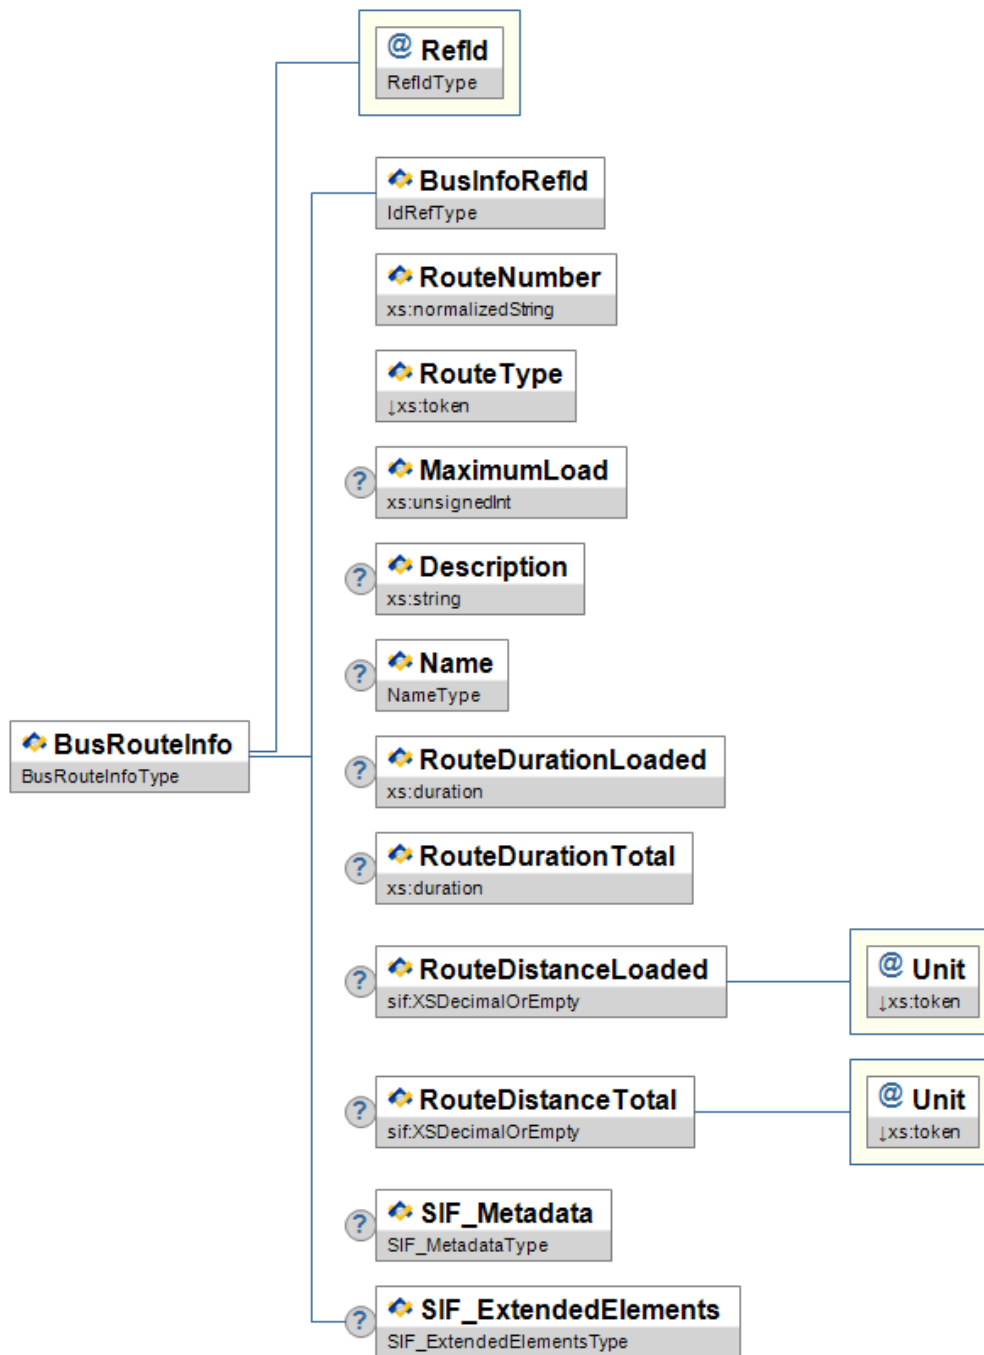 @ RefId
RefIdType
BusInfoRefId
IdRefType
RouteNumber
xs:normalizedString
RouteType
↓xs:token
? MaximumLoad
xs:unsignedInt
? Description
xs:string
? Name
NameType
BusRouteInfo
BusRouteInfoType
? RouteDurationLoaded
xs:duration
? RouteDurationTotal
xs:duration
? RouteDistanceLoaded
sif:XSDecimalOrEmpty
@ Unit
↓xs:token
? RouteDistanceTotal
sif:XSDecimalOrEmpty
@ Unit
↓xs:token
? SIF_Metadata
SIF_MetadataType
? SIF_ExtendedElements
SIF_ExtendedElementsType